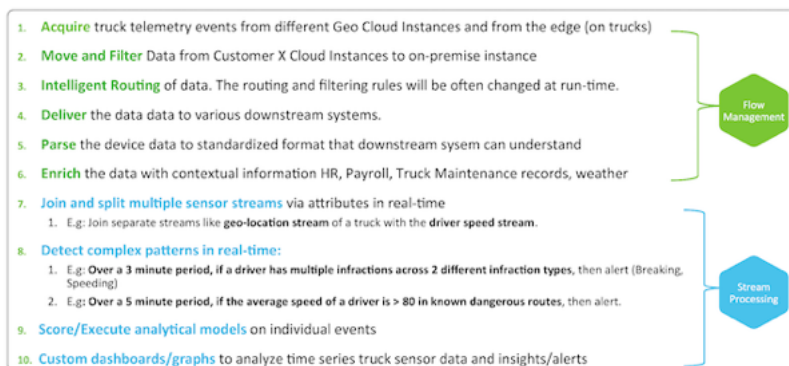 1. Acquire truck telemetry events from different Geo Cloud Instances and from the edge (on trucks)
2. Move and Filter Data from Customer X Cloud Instances to on-premise instance
3. Intelligent Routing of data. The routing and filtering rules will be often changed at run-time.
4. Deliver the data data to various downstream systems.
5. Parse the device data to standardized format that downstream sysem can understand
6. Enrich the data with contextual information HR, Payroll, Truck Maintenance records, weather
Flow
Management
7. Join and split multiple sensor streams via attributes in real-time
1. E.g: Join separate streams like geo-location stream of a truck with the driver speed stream.
8. Detect complex patterns in real-time:
1. E.g: Over a 3 minute period, if a driver has multiple infractions across 2 different infraction types, then alert (Breaking,
Speeding)
2. E.g: Over a 5 minute period, if the average speed of a driver is > 80 in known dangerous routes, then alert.
9. Score/Execute analytical models on individual events
10. Custom dashboards/graphs to analyze time series truck sensor data and insights/alerts
Stream
Processing